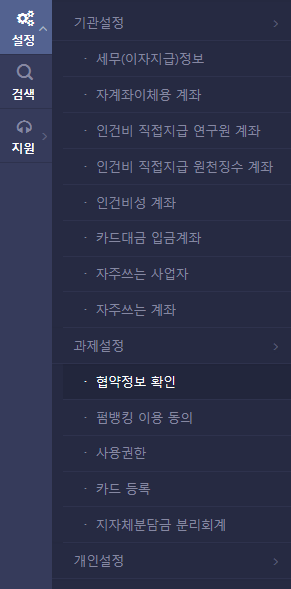 설정
검색
지원
기관설정
· 세무(이자지급)정보
· 자계좌이체용 계좌
· 인건비 직접지급 연구원 계좌
· 인건비 직접지급 원천징수 계좌
· 인건비성 계좌
· 카드대금 입금계좌
· 자주쓰는 사업자
· 자주쓰는 계좌
과제설정
· 협약정보 확인
· 펌뱅킹 이용 동의
· 사용권한
· 카드 등록
· 지자체분담금 분리회계
개인설정